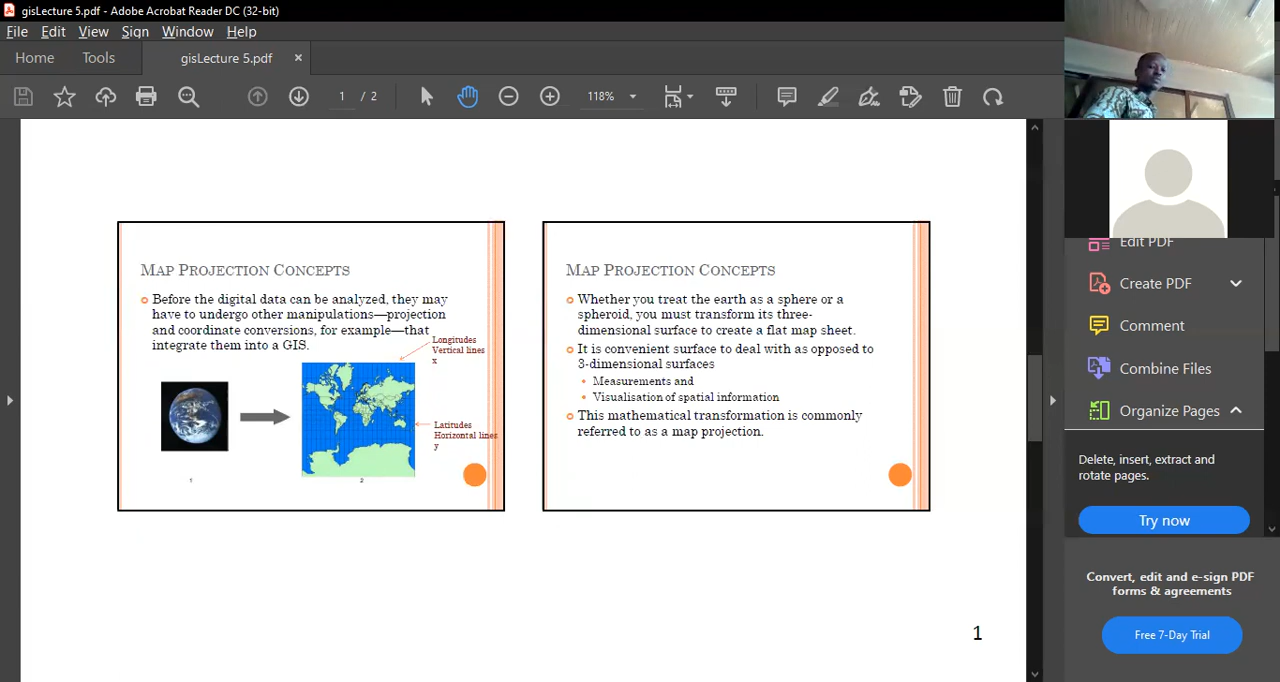 gisLecture 5.pdf - Adobe Acrobat Reader DC (32-bit)
File Edit View Sign Window Help
Home Tools gisLecture 5.pdf ×
1 / 2 118%
MAP PROJECTION CONCEPTS
Before the digital data can be analyzed, they may
have to undergo other manipulations—projection
and coordinate conversions, for example—that
integrate them into a GIS.
Longitudes
Vertical lines
x
Latitudes
Horizontal lines
y
1
2
MAP PROJECTION CONCEPTS
Whether you treat the earth as a sphere or a
spheroid, you must transform its three-
dimensional surface to create a flat map sheet.
It is convenient surface to deal with as opposed to
3-dimensional surfaces
• Measurements and
• Visualisation of spatial information
This mathematical transformation is commonly
referred to as a map projection.
1
Edit PDF
Create PDF
Comment
Combine Files
Organize Pages
Delete, insert, extract and
rotate pages.
Try now
Convert, edit and e-sign PDF
forms & agreements
Free 7-Day Trial